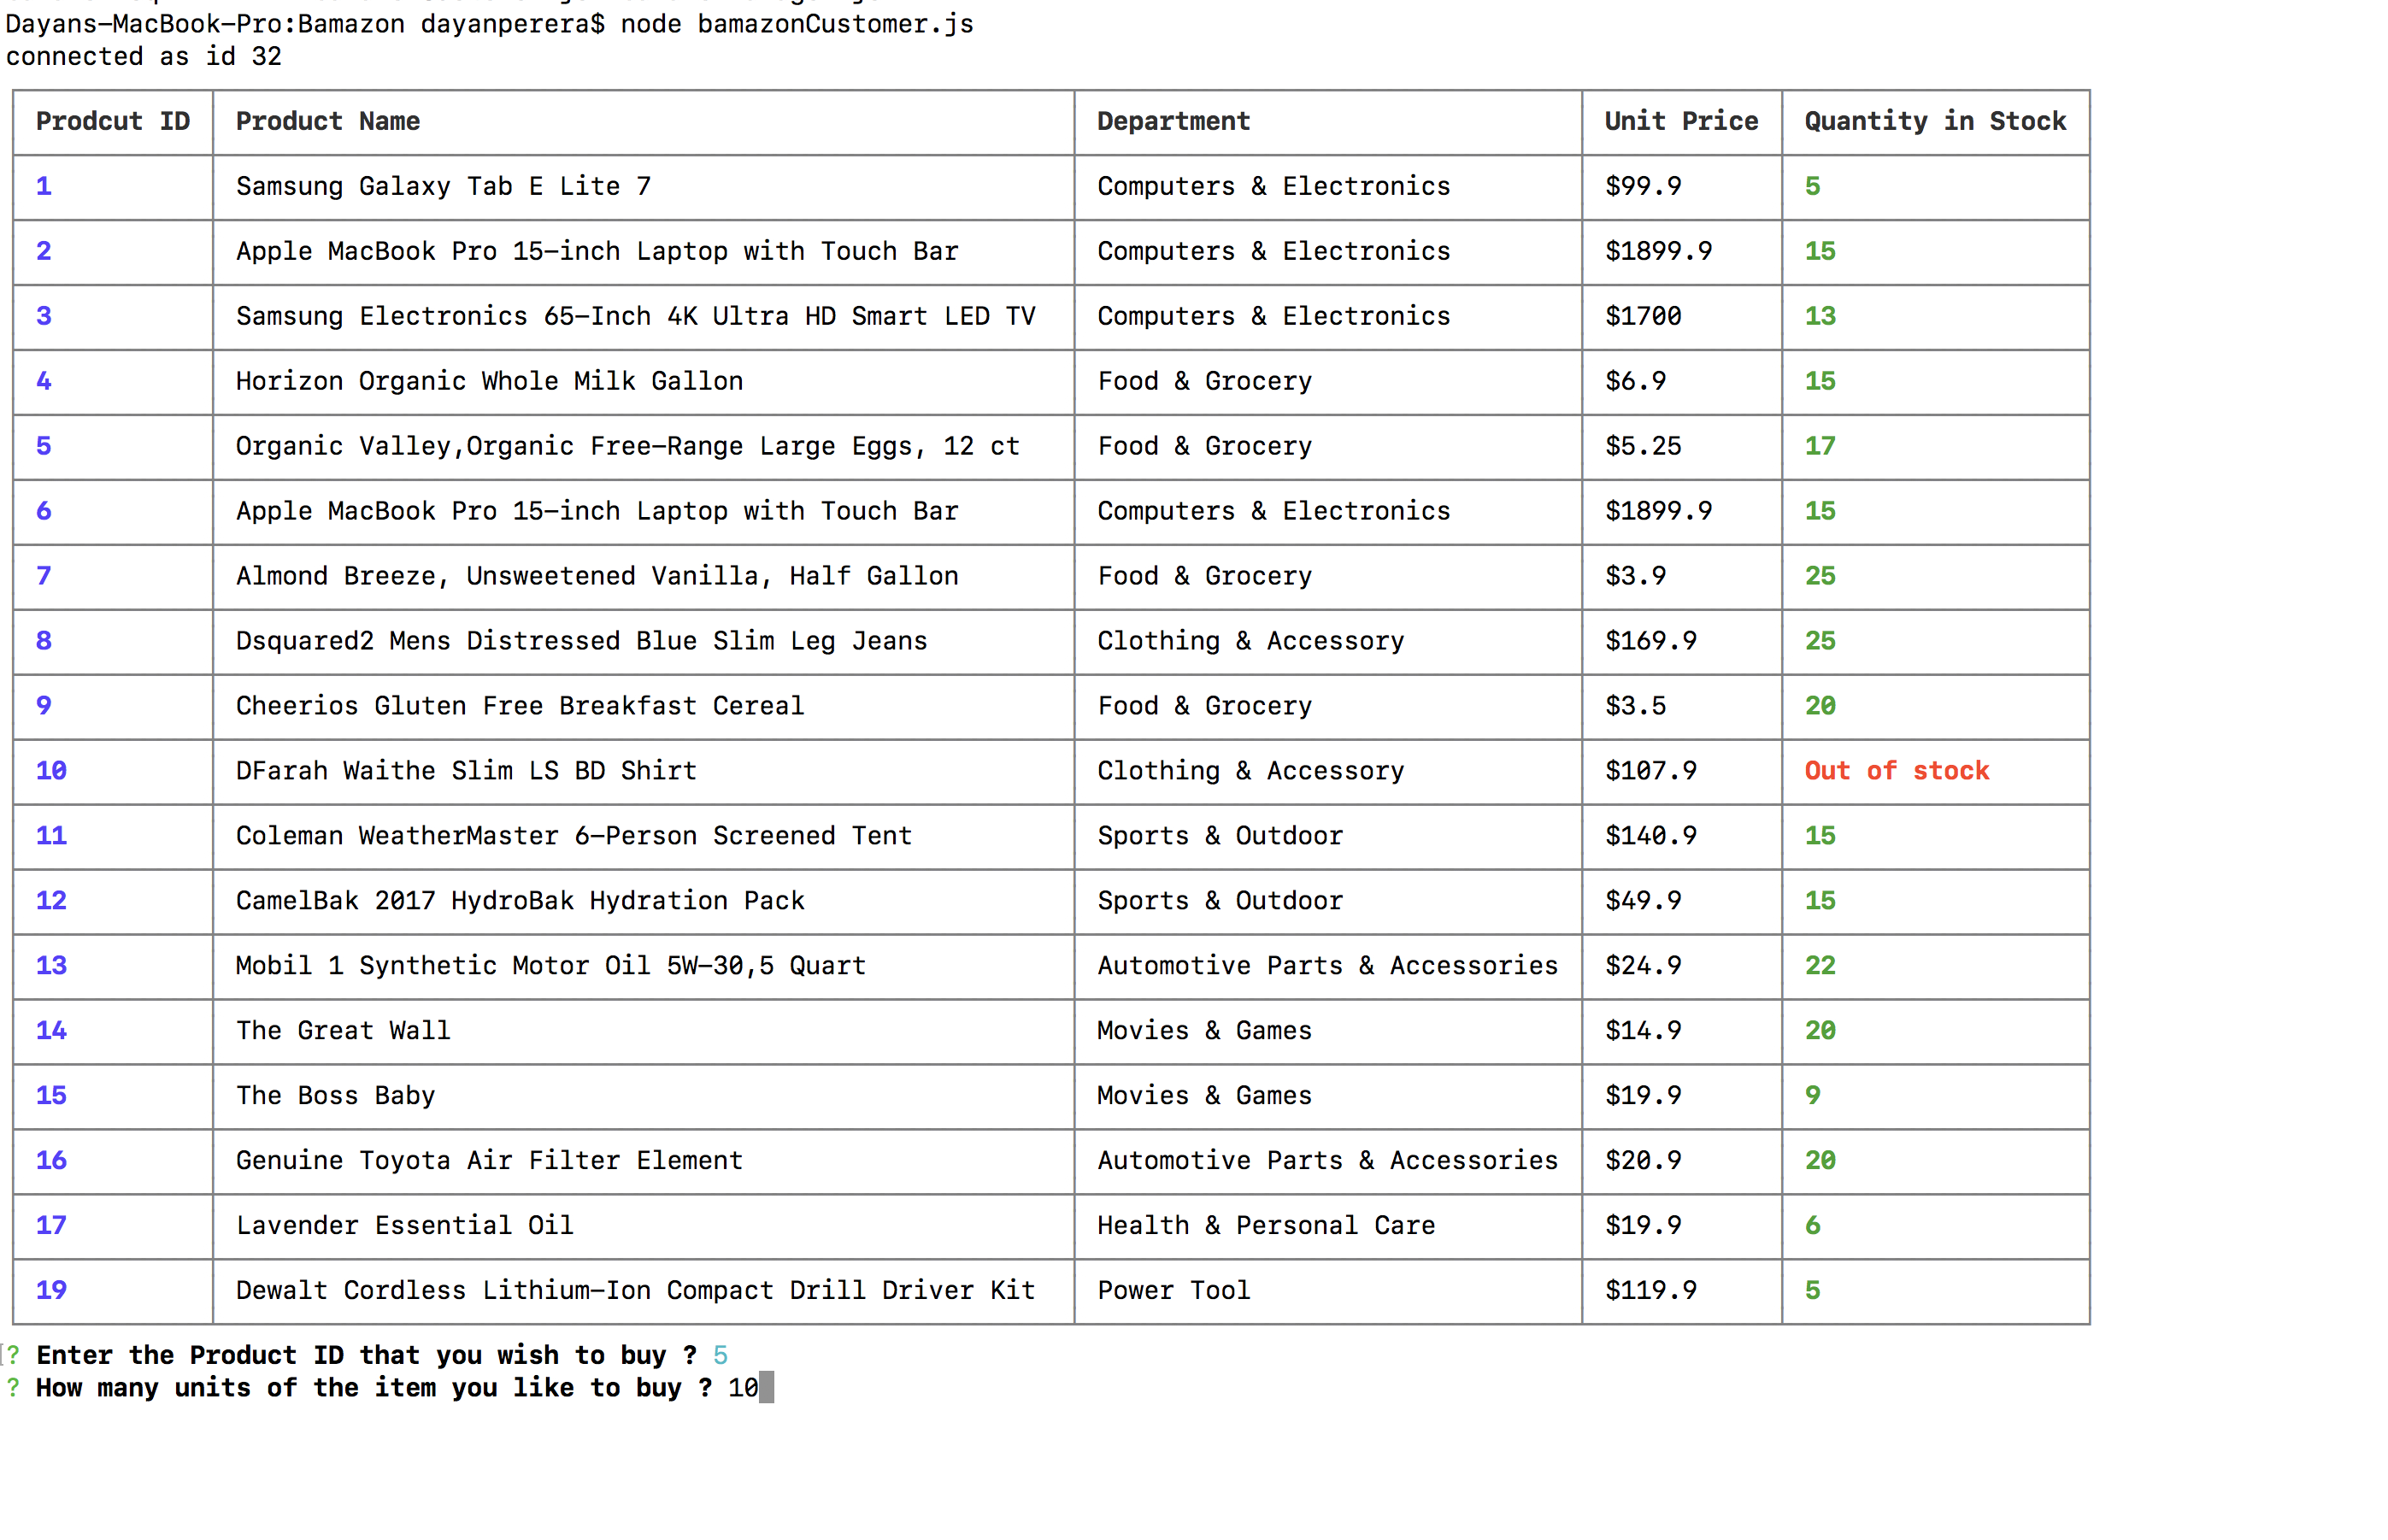 Dayans-MacBook-Pro:Bamazon dayanperera$ node bamazonCustomer.js
connected as id 32
Prodcut ID Product Name Department Unit Price Quantity in Stock
1 Samsung Galaxy Tab E Lite 7 Computers & Electronics $99.9 5
2 Apple MacBook Pro 15-inch Laptop with Touch Bar Computers & Electronics $1899.9 15
3 Samsung Electronics 65-Inch 4K Ultra HD Smart LED TV Computers & Electronics $1700 13
4 Horizon Organic Whole Milk Gallon Food & Grocery $6.9 15
5 Organic Valley,Organic Free-Range Large Eggs, 12 ct Food & Grocery $5.25 17
6 Apple MacBook Pro 15-inch Laptop with Touch Bar Computers & Electronics $1899.9 15
7 Almond Breeze, Unsweetened Vanilla, Half Gallon Food & Grocery $3.9 25
8 Dsquared2 Mens Distressed Blue Slim Leg Jeans Clothing & Accessory $169.9 25
9 Cheerios Gluten Free Breakfast Cereal Food & Grocery $3.5 20
10 DFarah Waithe Slim LS BD Shirt Clothing & Accessory $107.9 Out of stock
11 Coleman WeatherMaster 6-Person Screened Tent Sports & Outdoor $140.9 15
12 CamelBak 2017 HydroBak Hydration Pack Sports & Outdoor $49.9 15
13 Mobil 1 Synthetic Motor Oil 5W-30,5 Quart Automotive Parts & Accessories $24.9 22
14 The Great Wall Movies & Games $14.9 20
15 The Boss Baby Movies & Games $19.9 9
16 Genuine Toyota Air Filter Element Automotive Parts & Accessories $20.9 20
17 Lavender Essential Oil Health & Personal Care $19.9 6
19 Dewalt Cordless Lithium-Ion Compact Drill Driver Kit Power Tool $119.9 5
? Enter the Product ID that you wish to buy ? 5
? How many units of the item you like to buy ? 10